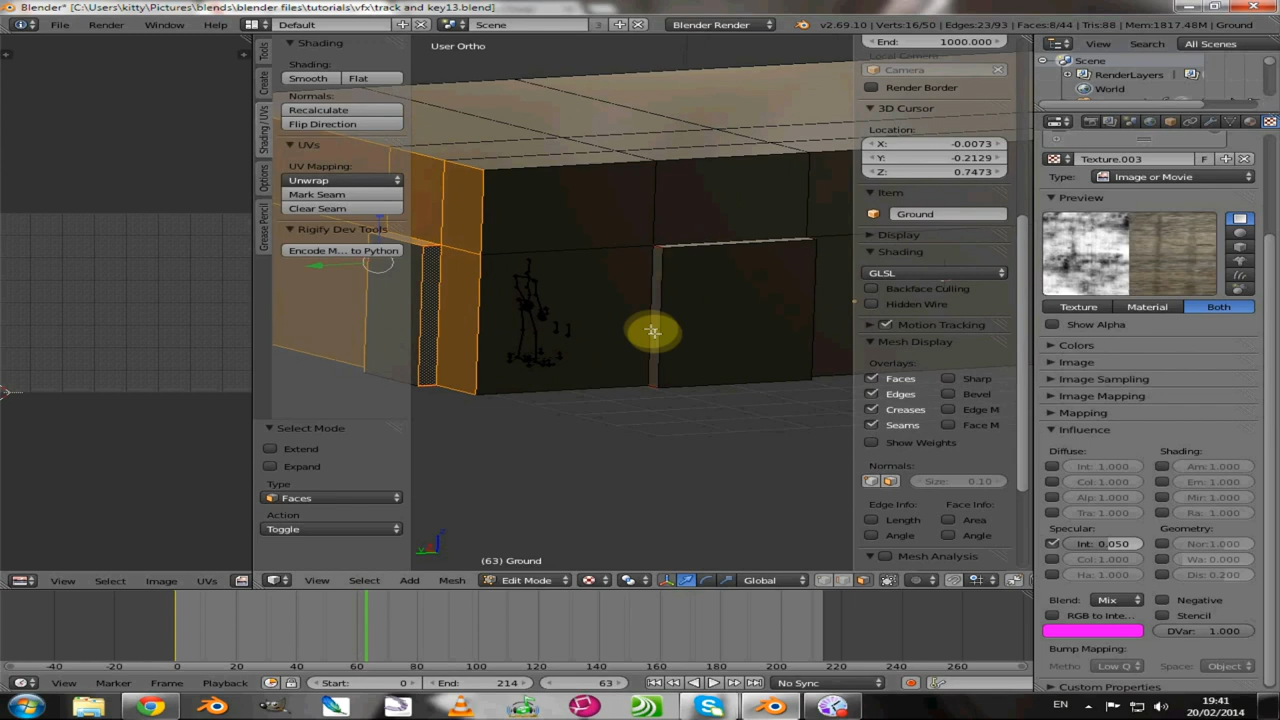 Blender* [C:\Users\kitty\Pictures\blends\blender files\tutorials\vfx\track and key13.blend]
File Render Window Help Default Scene 3 Blender Render v2.69.10 | Verts:16/50 | Edges:23/93 | Faces:8/44 | Tris:88 | Mem:1817.48M | Ground
Tools
Create
Shading / UVs
Options
Grease Pencil
Shading
Shading:
Smooth Flat
Normals:
Recalculate
Flip Direction
UVs
UV Mapping:
Unwrap
Mark Seam
Clear Seam
Rigify Dev Tools
Encode M... to Python
Select Mode
Extend
Expand
Type
Faces
Action
Toggle
User Ortho
(63) Ground
End: 1000.000
Local Camera:
Camera
Render Border
3D Cursor
Location:
X: -0.0073
Y: -0.2129
Z: 0.7473
Item
Ground
Display
Shading
GLSL
Backface Culling
Hidden Wire
Motion Tracking
Mesh Display
Overlays:
Faces Sharp
Edges Bevel
Creases Edge M
Seams Face M
Show Weights
Normals:
Size: 0.10
Edge Info: Face Info:
Length Area
Angle Angle
Mesh Analysis
View Search All Scenes
Scene
RenderLayers
World
Texture.003 F
Type: Image or Movie
Preview
Texture Material Both
Show Alpha
Colors
Image
Image Sampling
Image Mapping
Mapping
Influence
Diffuse: Shading:
Int: 1.000 Am: 1.000
Col: 1.000 Em: 1.000
Alp: 1.000 Mir: 1.000
Tra: 1.000 Ra: 1.000
Specular: Geometry:
Int: 0.050 Nor: 1.000
Col: 1.000 Wa: 0.000
Ha: 1.000 Dis: 0.200
Blend: Mix Negative
RGB to Inte... Stencil
DVar: 1.000
Bump Mapping:
Metho Low Q Space: Object
Custom Properties
View Select Image UVs
View Select Add Mesh Edit Mode Global
-40 -20 0 20 40 60 80 100 120 140 160 180 200 220 240 260
View Marker Frame Playback Start: 0 End: 214 63 No Sync
EN 19:41
20/02/2014